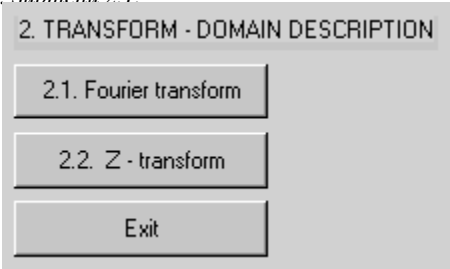 2. TRANSFORM - DOMAIN DESCRIPTION
2.1. Fourier transform
2.2. Z - transform
Exit